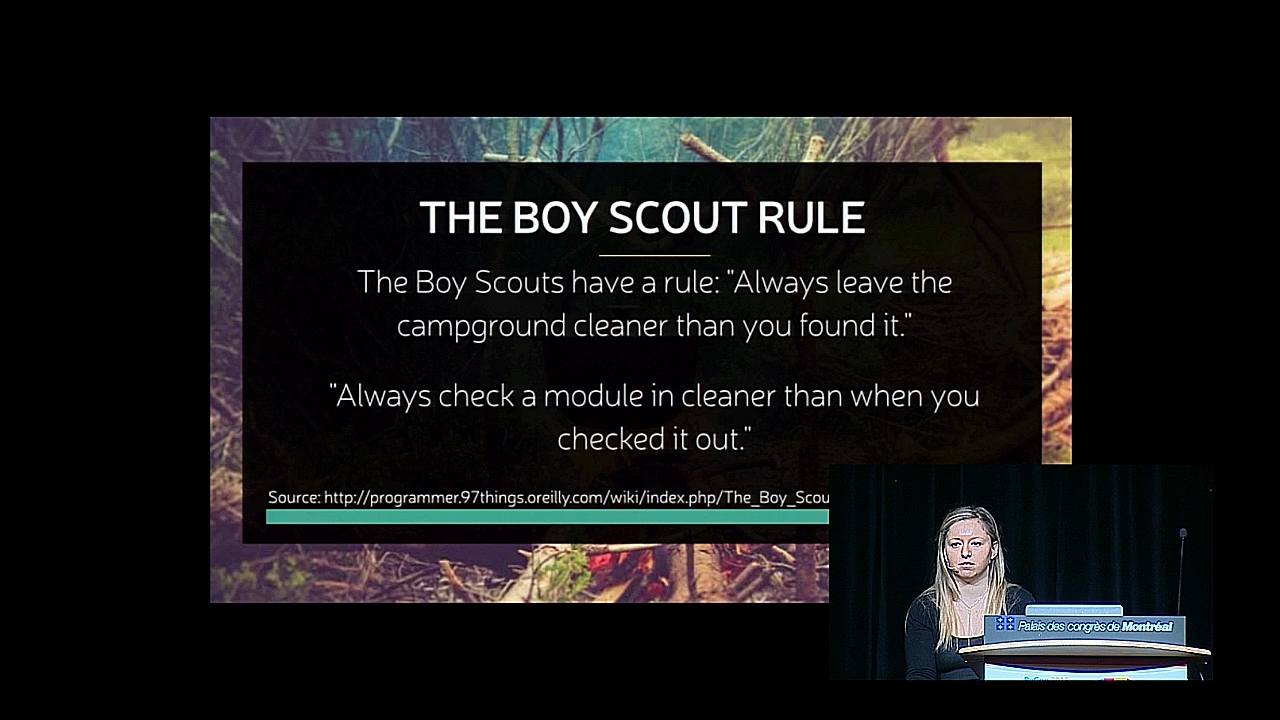 THE BOY SCOUT RULE
The Boy Scouts have a rule: "Always leave the
campground cleaner than you found it."
"Always check a module in cleaner than when you
checked it out."
Source: http://programmer.97things.oreilly.com/wiki/index.php/The_Boy_Scou
Palais des congrès de Montréal